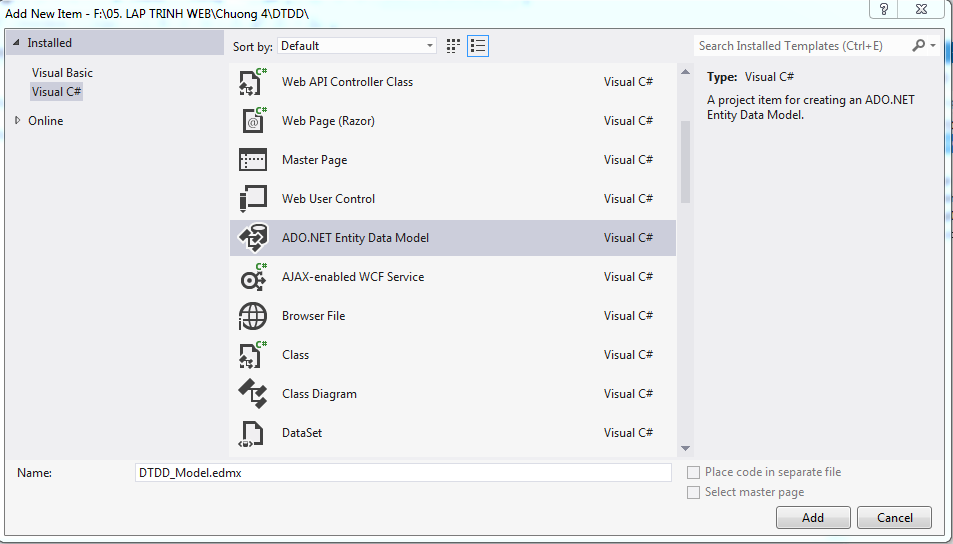 Add New Item - F:\05. LAP TRINH WEB\Chuong 4\DTDD\
?
Installed
Sort by: Default
Search Installed Templates (Ctrl+E)
Visual Basic
Visual C#
Online
C# Web API Controller Class Visual C#
C# Web Page (Razor) Visual C#
Master Page Visual C#
Web User Control Visual C#
ADO.NET Entity Data Model Visual C#
C# AJAX-enabled WCF Service Visual C#
Browser File Visual C#
C# Class Visual C#
Class Diagram Visual C#
DataSet Visual C#
Type: Visual C#
A project item for creating an ADO.NET
Entity Data Model.
Name: DTDD_Model.edmx
Place code in separate file
Select master page
Add Cancel